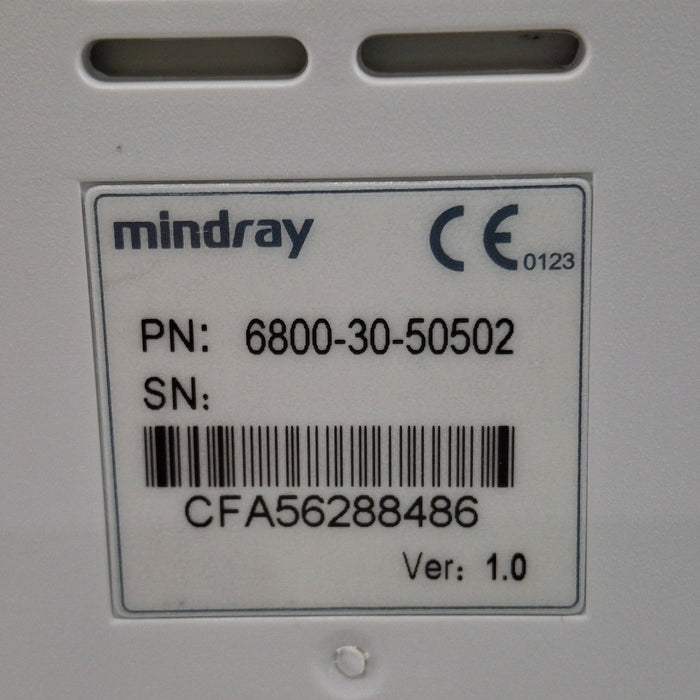 mindray
CE 0123
PN: 6800-30-50502
SN:
CFA56288486
Ver: 1.0